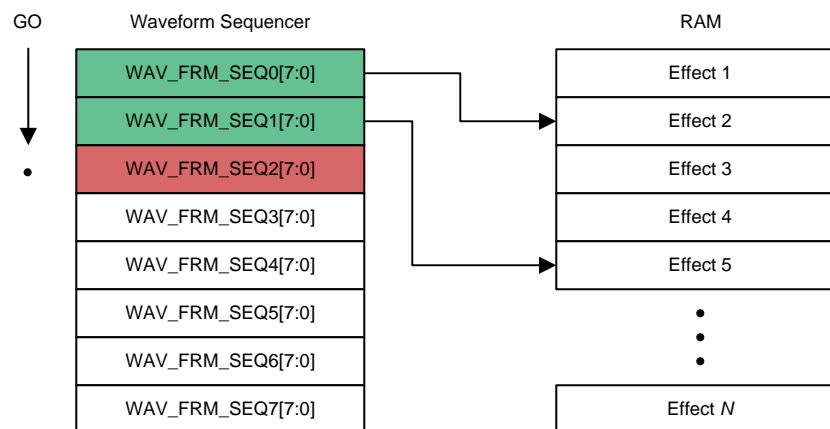 GO Waveform Sequencer RAM
WAV_FRM_SEQ0[7:0] Effect 1
WAV_FRM_SEQ1[7:0] Effect 2
WAV_FRM_SEQ2[7:0] Effect 3
WAV_FRM_SEQ3[7:0] Effect 4
WAV_FRM_SEQ4[7:0] Effect 5
WAV_FRM_SEQ5[7:0]
WAV_FRM_SEQ6[7:0]
WAV_FRM_SEQ7[7:0] Effect N